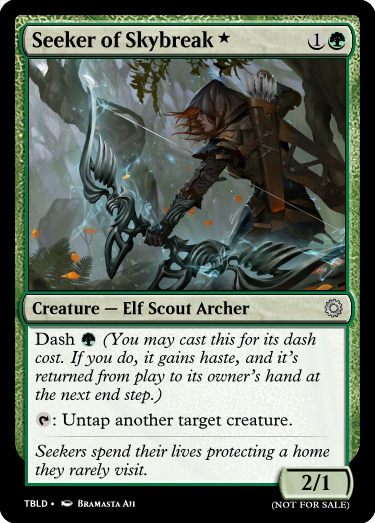 Seeker of Skybreak ★ 1
Creature — Elf Scout Archer
Dash (You may cast this for its dash
cost. If you do, it gains haste, and it's
returned from play to its owner's hand at
the next end step.)
: Untap another target creature.
Seekers spend their lives protecting a home
they rarely visit.
2/1
TBLD • Bramasta Aji
(NOT FOR SALE)